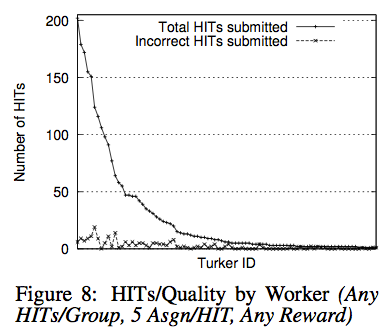 200
150
100
50
0
Number of HITs
Total HITs submitted
Incorrect HITs submitted
Turker ID
Figure 8: HITs/Quality by Worker (Any
HITs/Group, 5 Asgn/HIT, Any Reward)